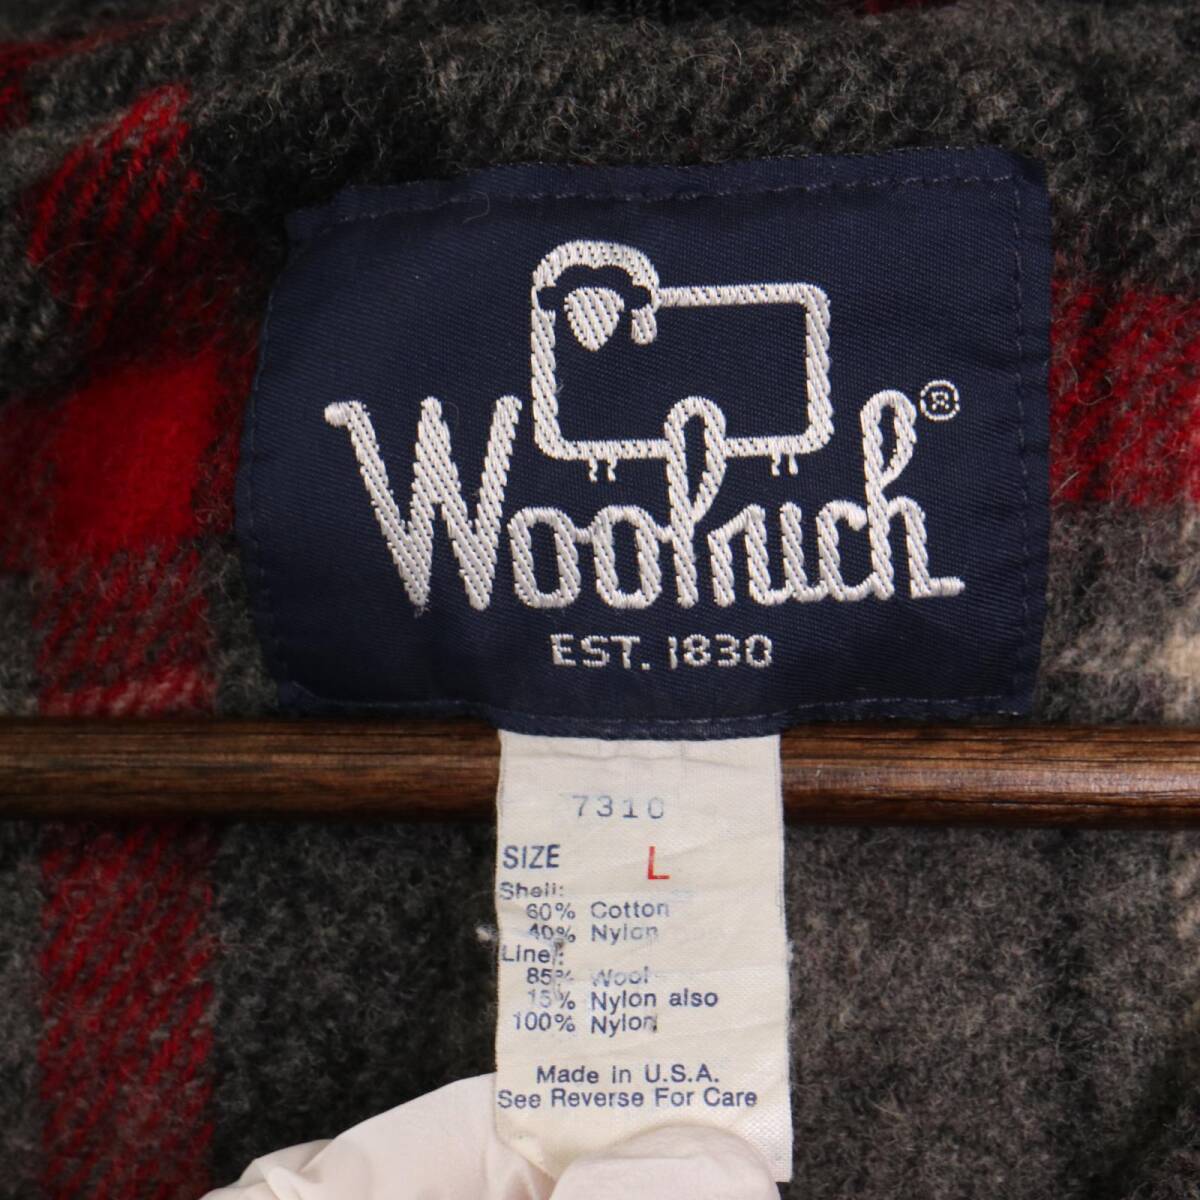 Woolrich®
EST. 1830
7310
SIZE L
Shell:
60% Cotton
40% Nylon
Liner:
85% Wool
15% Nylon also
100% Nylon
Made in U.S.A.
See Reverse For Care